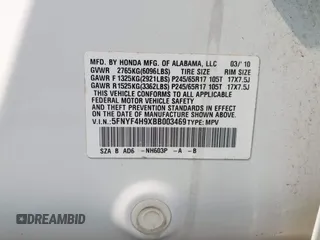 MFD. BY HONDA MFG. OF ALABAMA, LLC 03/'10
GVWR 2765KG(6096LBS) TIRE SIZE RIM SIZE
GAWR F 1325KG(2921LBS) P245/65R17 105T 17X7.5J
GAWR R 1525KG(3362LBS) P245/65R17 105T 17X7.5J
THIS VEHICLE CONFORMS TO ALL APPLICABLE
FEDERAL MOTOR VEHICLE SAFETY AND THEFT
PREVENTION STANDARDS IN EFFECT ON THE
DATE OF MANUFACTURE SHOWN ABOVE.
V.I.N: 5FNYF4H9XBB003469 TYPE: MPV
SZA B AD6 -NH603P -A -B
AUTOBIDMASTER